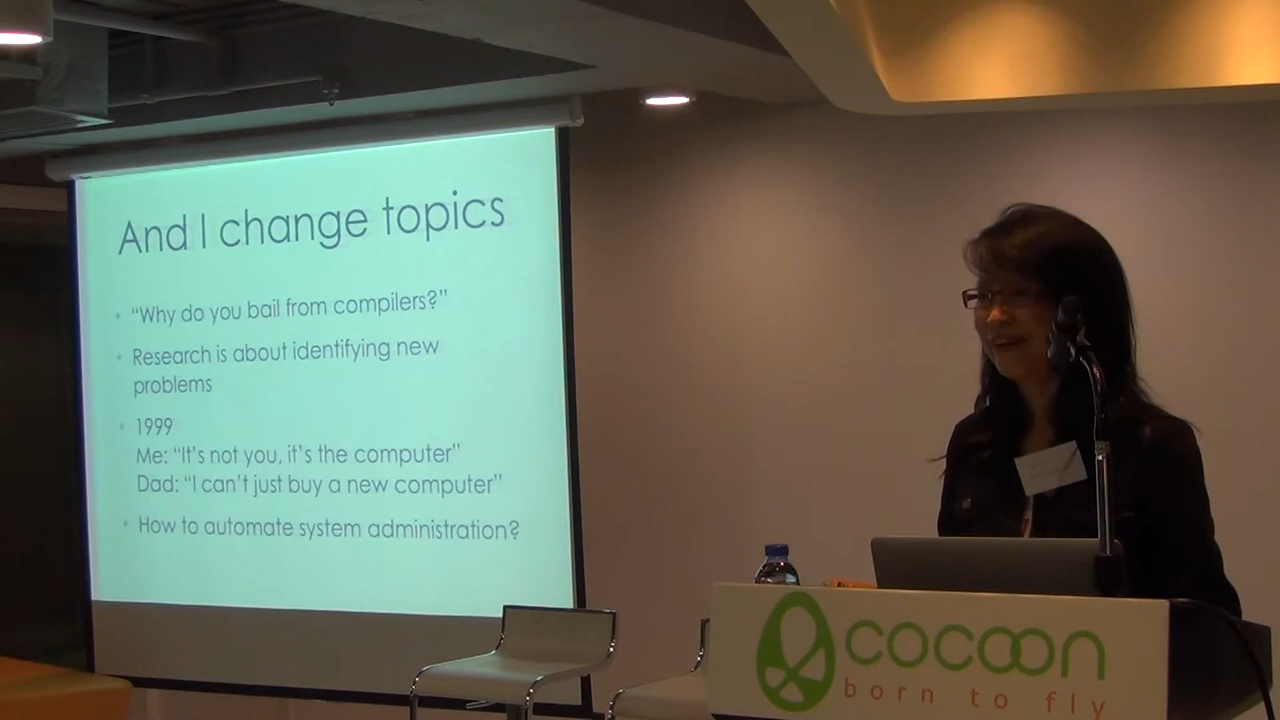 And I change topics
“Why do you bail from compilers?”
Research is about identifying new
problems
1999
Me: “It’s not you, it’s the computer”
Dad: “I can’t just buy a new computer”
How to automate system administration?
cocoon
born to fly